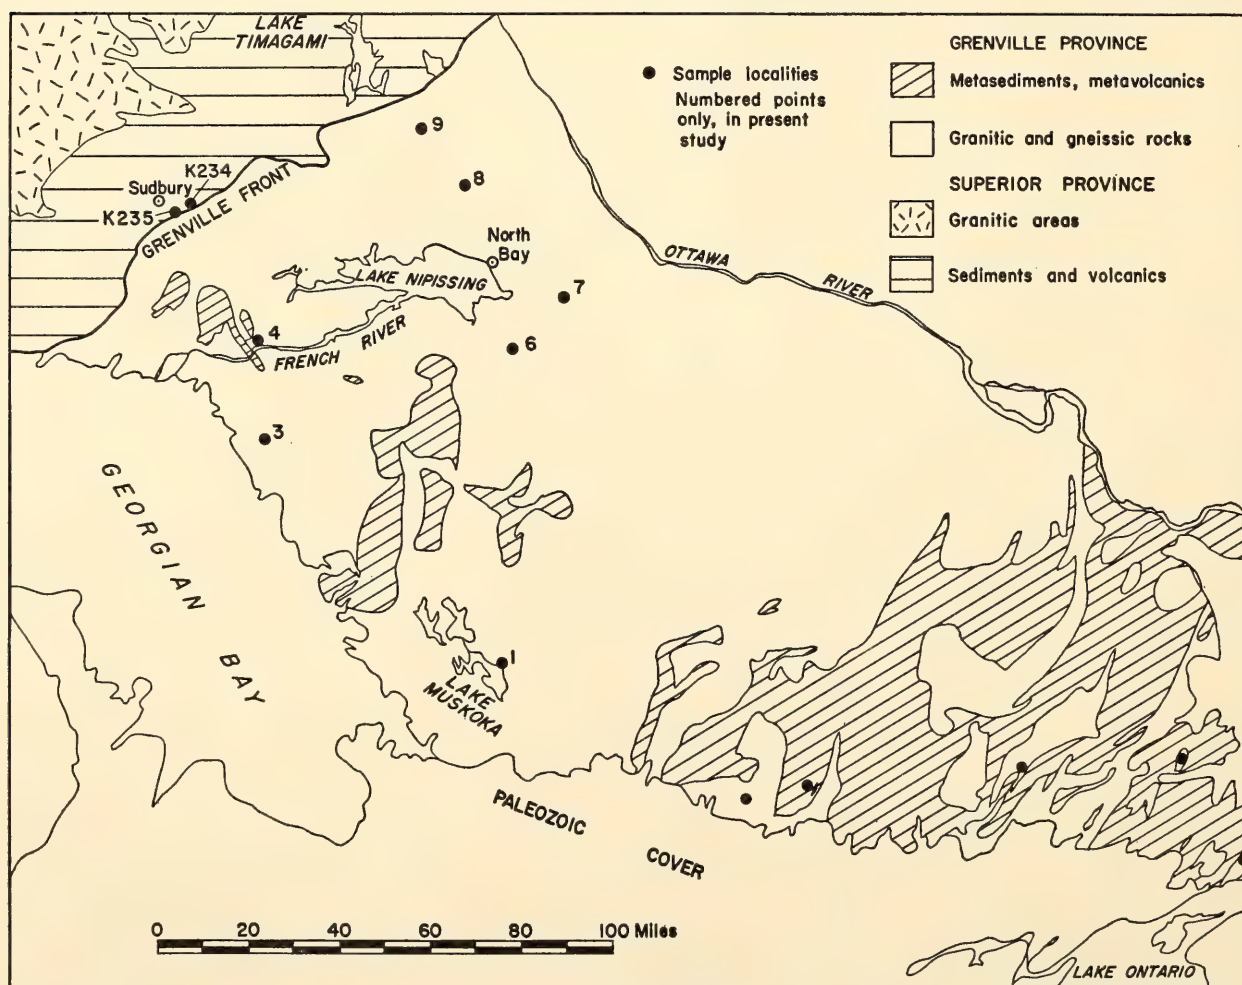 LAKE
TIMAGAMI
GRENVILLE PROVINCE
Sample localities
Numbered points
only, in present
study
Metasediments, metavolcanics
Granitic and gneissic rocks
SUPERIOR PROVINCE
Granitic areas
Sediments and volcanics
9
8
K234
Sudbury
K235
GRENVILLE FRONT
North
Bay
LAKE NIPISSING
OTTAWA
RIVER
7
4
FRENCH RIVER
6
3
GEORGIAN
BAY
1
LAKE
MUSKOKA
PALEOZOIC
COVER
0 20 40 60 80 100 Miles
LAKE ONTARIO